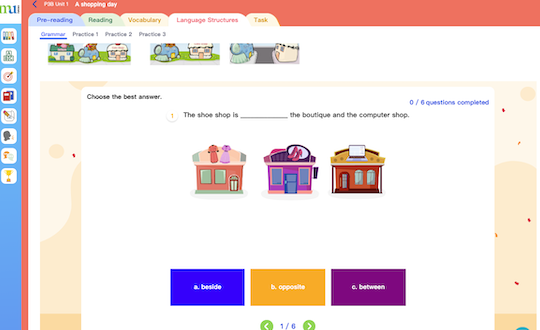 mu
P3B Unit 1 A shopping day
Pre-reading Reading Vocabulary Language Structures Task
Grammar Practice 1 Practice 2 Practice 3
Choose the best answer.
0 / 6 questions completed
1 The shoe shop is ____________ the boutique and the computer shop.
a. beside b. opposite c. between
1 / 6